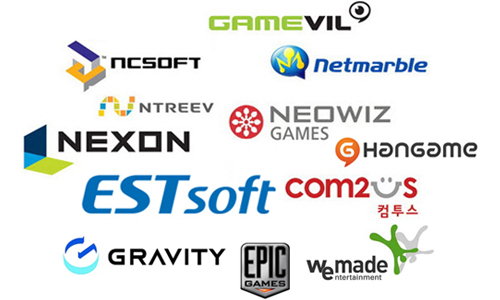 GAMEVIL
NCSOFT
Netmarble
NTREEV
NEOWIZ
GAMES
NEXON
HANGAME
ESTsoft
com2us
컴투스
GRAVITY
EPIC
GAMES
wemade
entertainment